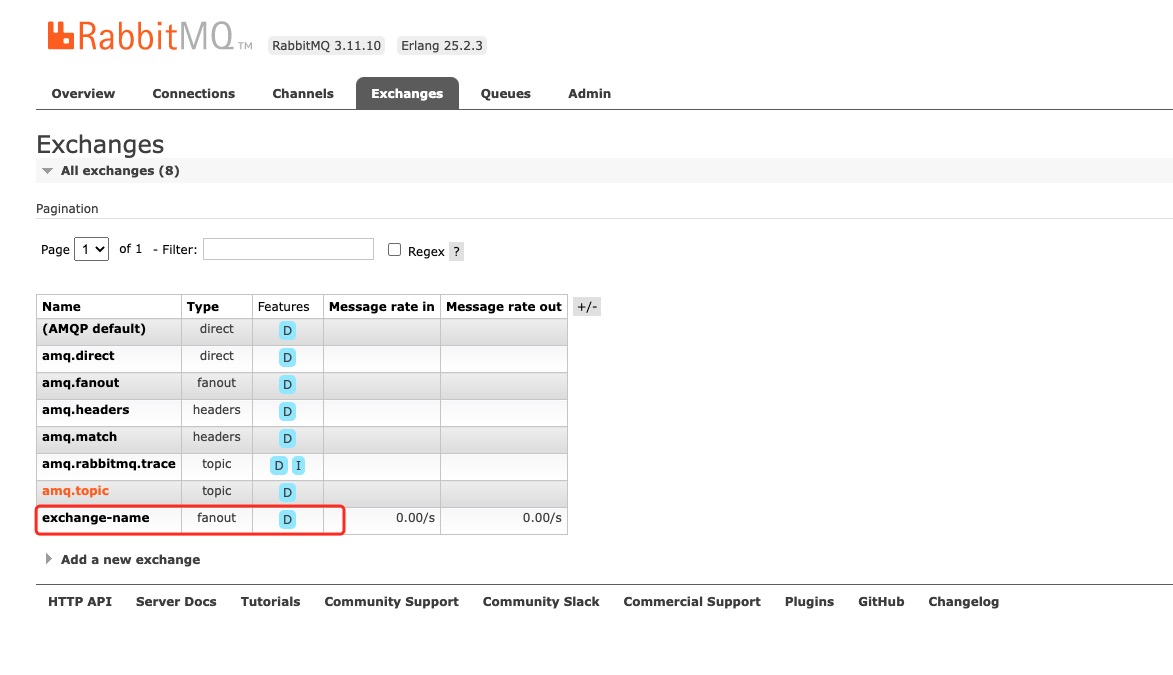 RabbitMQ TM RabbitMQ 3.11.10 Erlang 25.2.3
Overview Connections Channels Exchanges Queues Admin
Exchanges
All exchanges (8)
Pagination
Page 1 of 1 - Filter: Regex ?
Name Type Features Message rate in Message rate out +/-
(AMQP default) direct D
amq.direct direct D
amq.fanout fanout D
amq.headers headers D
amq.match headers D
amq.rabbitmq.trace topic D I
amq.topic topic D
exchange-name fanout D 0.00/s 0.00/s
Add a new exchange
HTTP API Server Docs Tutorials Community Support Community Slack Commercial Support Plugins GitHub Changelog